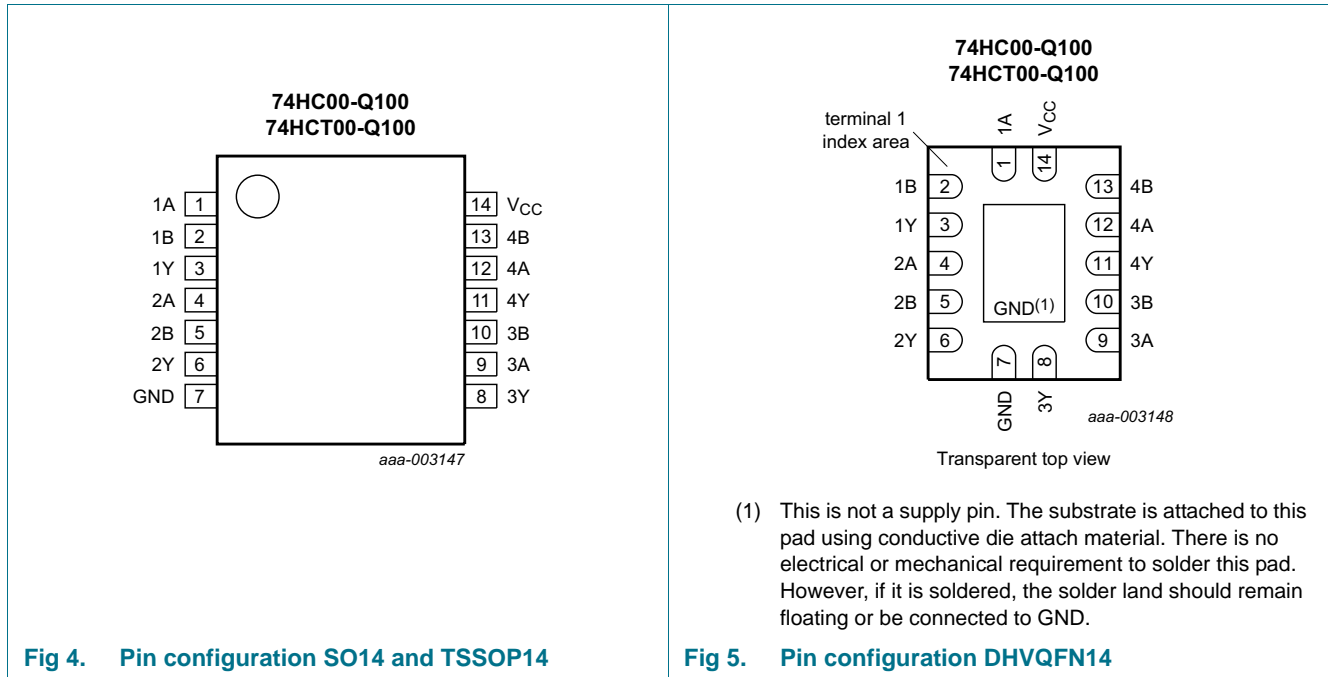 74HC00-Q100
74HCT00-Q100
1A 1
1B 2
1Y 3
2A 4
2B 5
2Y 6
GND 7
14 VCC
13 4B
12 4A
11 4Y
10 3B
9 3A
8 3Y
aaa-003147
Fig 4. Pin configuration SO14 and TSSOP14
74HC00-Q100
74HCT00-Q100
terminal 1
index area
1A
VCC
1
14
1B 2
1Y 3
2A 4
2B 5
2Y 6
13 4B
12 4A
11 4Y
10 3B
9 3A
GND(1)
7
8
GND
3Y
aaa-003148
Transparent top view
(1) This is not a supply pin. The substrate is attached to this
pad using conductive die attach material. There is no
electrical or mechanical requirement to solder this pad.
However, if it is soldered, the solder land should remain
floating or be connected to GND.
Fig 5. Pin configuration DHVQFN14